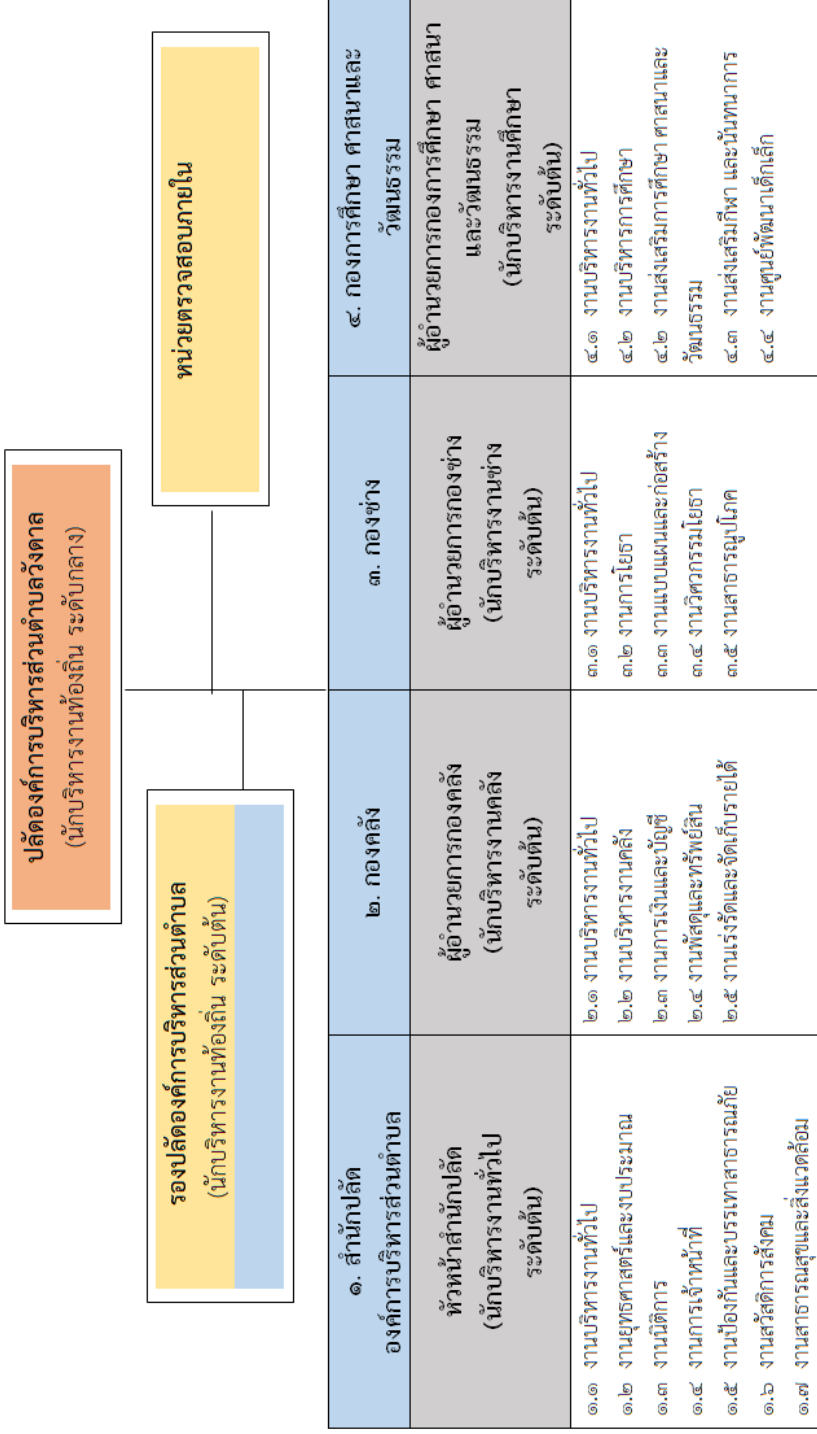 ปลัดองค์การบริหารส่วนตำบลวังตาล
(นักบริหารงานท้องถิ่น ระดับกลาง)
รองปลัดองค์การบริหารส่วนตำบล
(นักบริหารงานท้องถิ่น ระดับต้น)
หน่วยตรวจสอบภายใน
๑. สำนักปลัด
องค์การบริหารส่วนตำบล
หัวหน้าสำนักปลัด
(นักบริหารงานทั่วไป
ระดับต้น)
๑.๑ งานบริหารงานทั่วไป
๑.๒ งานยุทธศาสตร์และงบประมาณ
๑.๓ งานนิติการ
๑.๔ งานการเจ้าหน้าที่
๑.๕ งานป้องกันและบรรเทาสาธารณภัย
๑.๖ งานสวัสดิการสังคม
๑.๗ งานสาธารณสุขและสิ่งแวดล้อม
๒. กองคลัง
ผู้อำนวยการกองคลัง
(นักบริหารงานคลัง
ระดับต้น)
๒.๑ งานบริหารงานทั่วไป
๒.๒ งานบริหารงานคลัง
๒.๓ งานการเงินและบัญชี
๒.๔ งานพัสดุและทรัพย์สิน
๒.๕ งานเร่งรัดและจัดเก็บรายได้
๓. กองช่าง
ผู้อำนวยการกองช่าง
(นักบริหารงานช่าง
ระดับต้น)
๓.๑ งานบริหารงานทั่วไป
๓.๒ งานการโยธา
๓.๓ งานแบบแผนและก่อสร้าง
๓.๔ งานวิศวกรรมโยธา
๓.๕ งานสาธารณูปโภค
๔. กองการศึกษา ศาสนาและ
วัฒนธรรม
ผู้อำนวยการกองการศึกษา ศาสนา
และวัฒนธรรม
(นักบริหารงานศึกษา
ระดับต้น)
๔.๑ งานบริหารงานทั่วไป
๔.๒ งานบริหารการศึกษา
๔.๒ งานส่งเสริมการศึกษา ศาสนาและ
วัฒนธรรม
๔.๓ งานส่งเสริมกีฬา และนันทนาการ
๔.๔ งานศูนย์พัฒนาเด็กเล็ก